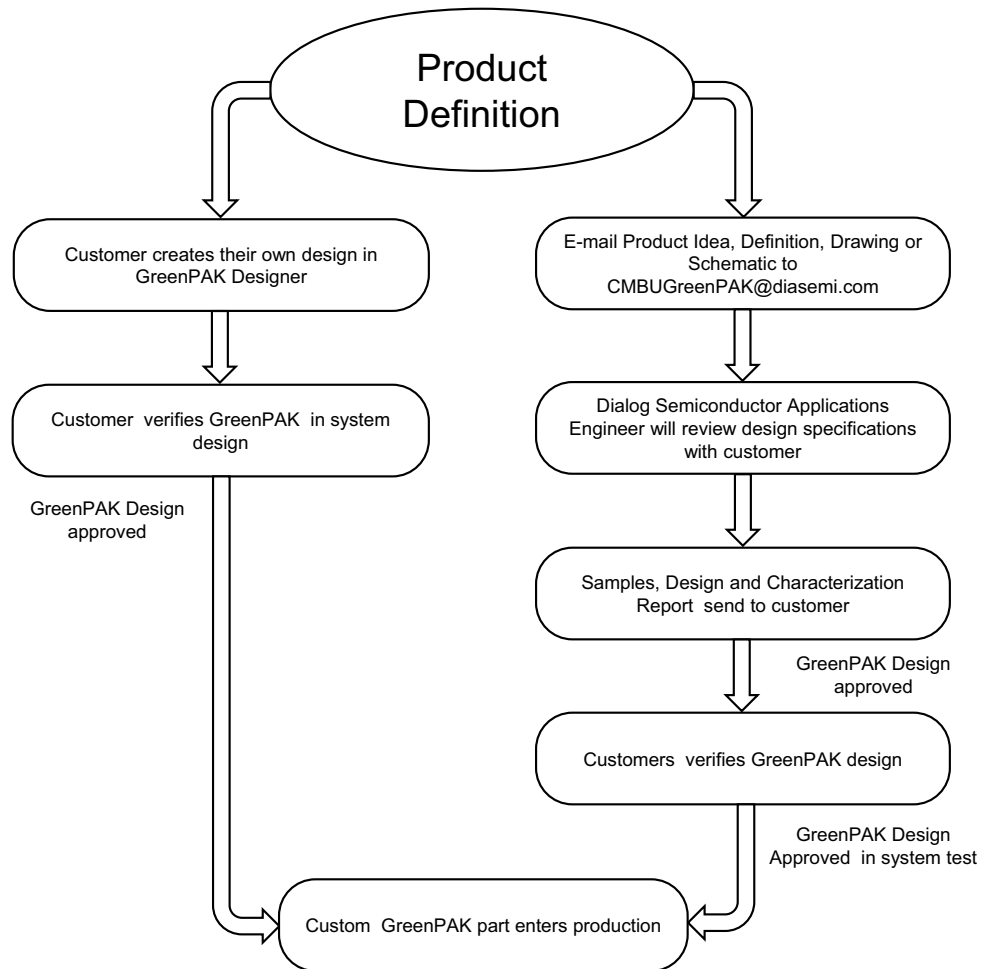 Product
Definition
Customer creates their own design in
GreenPAK Designer
Customer verifies GreenPAK in system
design
GreenPAK Design
approved
E-mail Product Idea, Definition, Drawing or
Schematic to
CMBUGreenPAK@diasemi.com
Dialog Semiconductor Applications
Engineer will review design specifications
with customer
Samples, Design and Characterization
Report send to customer
GreenPAK Design
approved
Customers verifies GreenPAK design
GreenPAK Design
Approved in system test
Custom GreenPAK part enters production